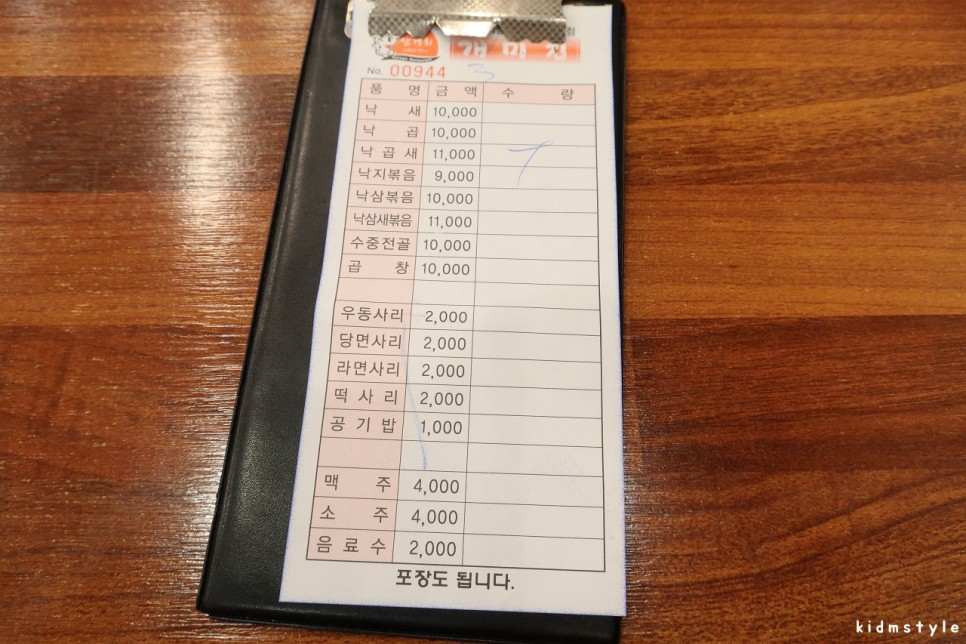 개미집
No. 00944 3
품 명 금 액 수 량
낙 새 10,000
낙 곱 10,000
낙 곱 새 11,000
낙지볶음 9,000
낙삼볶음 10,000
낙삼새볶음 11,000
수중전골 10,000
곱 창 10,000
우동사리 2,000
당면사리 2,000
라면사리 2,000
떡 사 리 2,000
공 기 밥 1,000
맥 주 4,000
소 주 4,000
음 료 수 2,000
포장도 됩니다.
kidmstyle